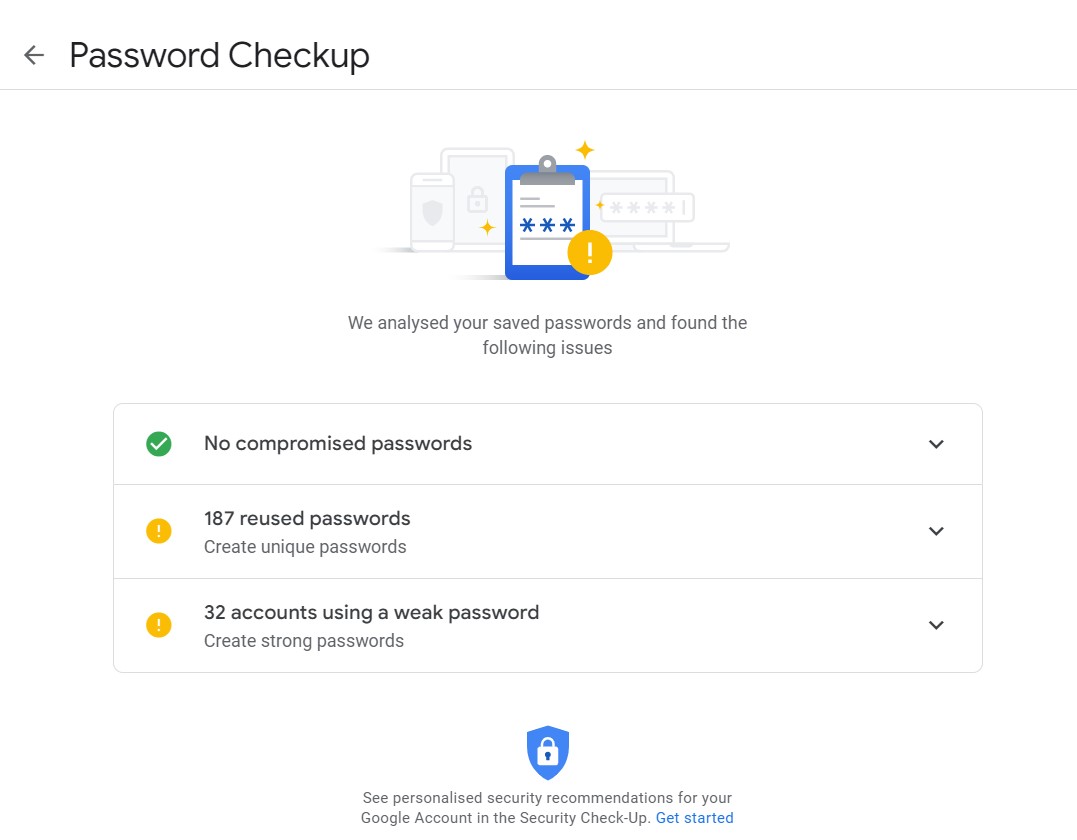 Password Checkup
***
****|
!
We analysed your saved passwords and found the
following issues
No compromised passwords
!
187 reused passwords
Create unique passwords
!
32 accounts using a weak password
Create strong passwords
See personalised security recommendations for your
Google Account in the Security Check-Up. Get started